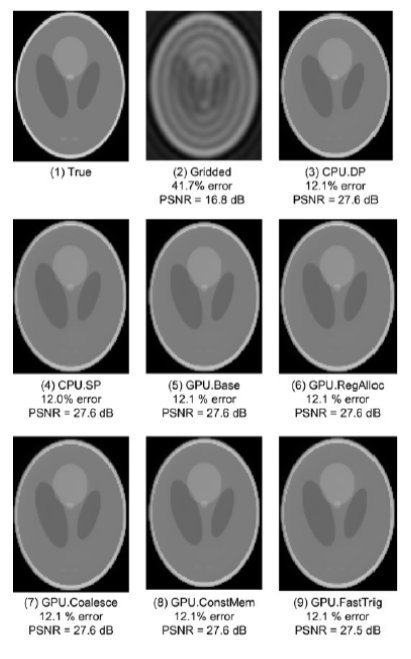 (1) True
(2) Gridded
41.7% error
PSNR = 16.8 dB
(3) CPU.DP
12.1% error
PSNR = 27.6 dB
(4) CPU.SP
12.0% error
PSNR = 27.6 dB
(5) GPU.Base
12.1 % error
PSNR = 27.6 dB
(6) GPU.RegAlloc
12.1 % error
PSNR = 27.6 dB
(7) GPU.Coalesce
12.1 % error
PSNR = 27.6 dB
(8) GPU.ConstMem
12.1% error
PSNR = 27.6 dB
(9) GPU.FastTrig
12.1 % error
PSNR = 27.5 dB